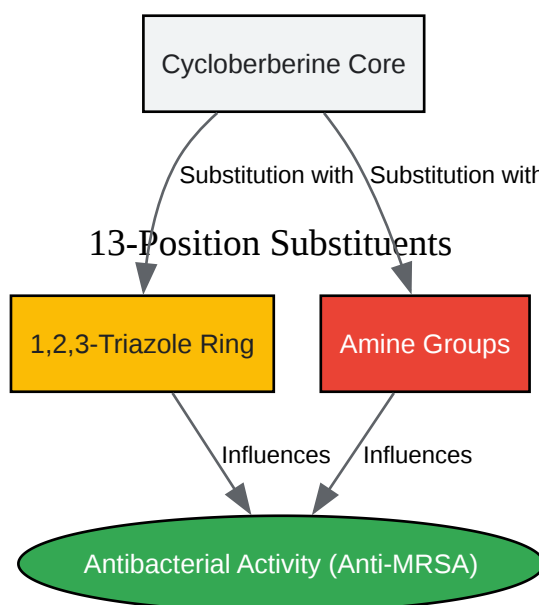 Cycloberberine Core
Substitution with
Substitution with
13-Position Substituents
1,2,3-Triazole Ring
Amine Groups
Influences
Influences
Antibacterial Activity (Anti-MRSA)